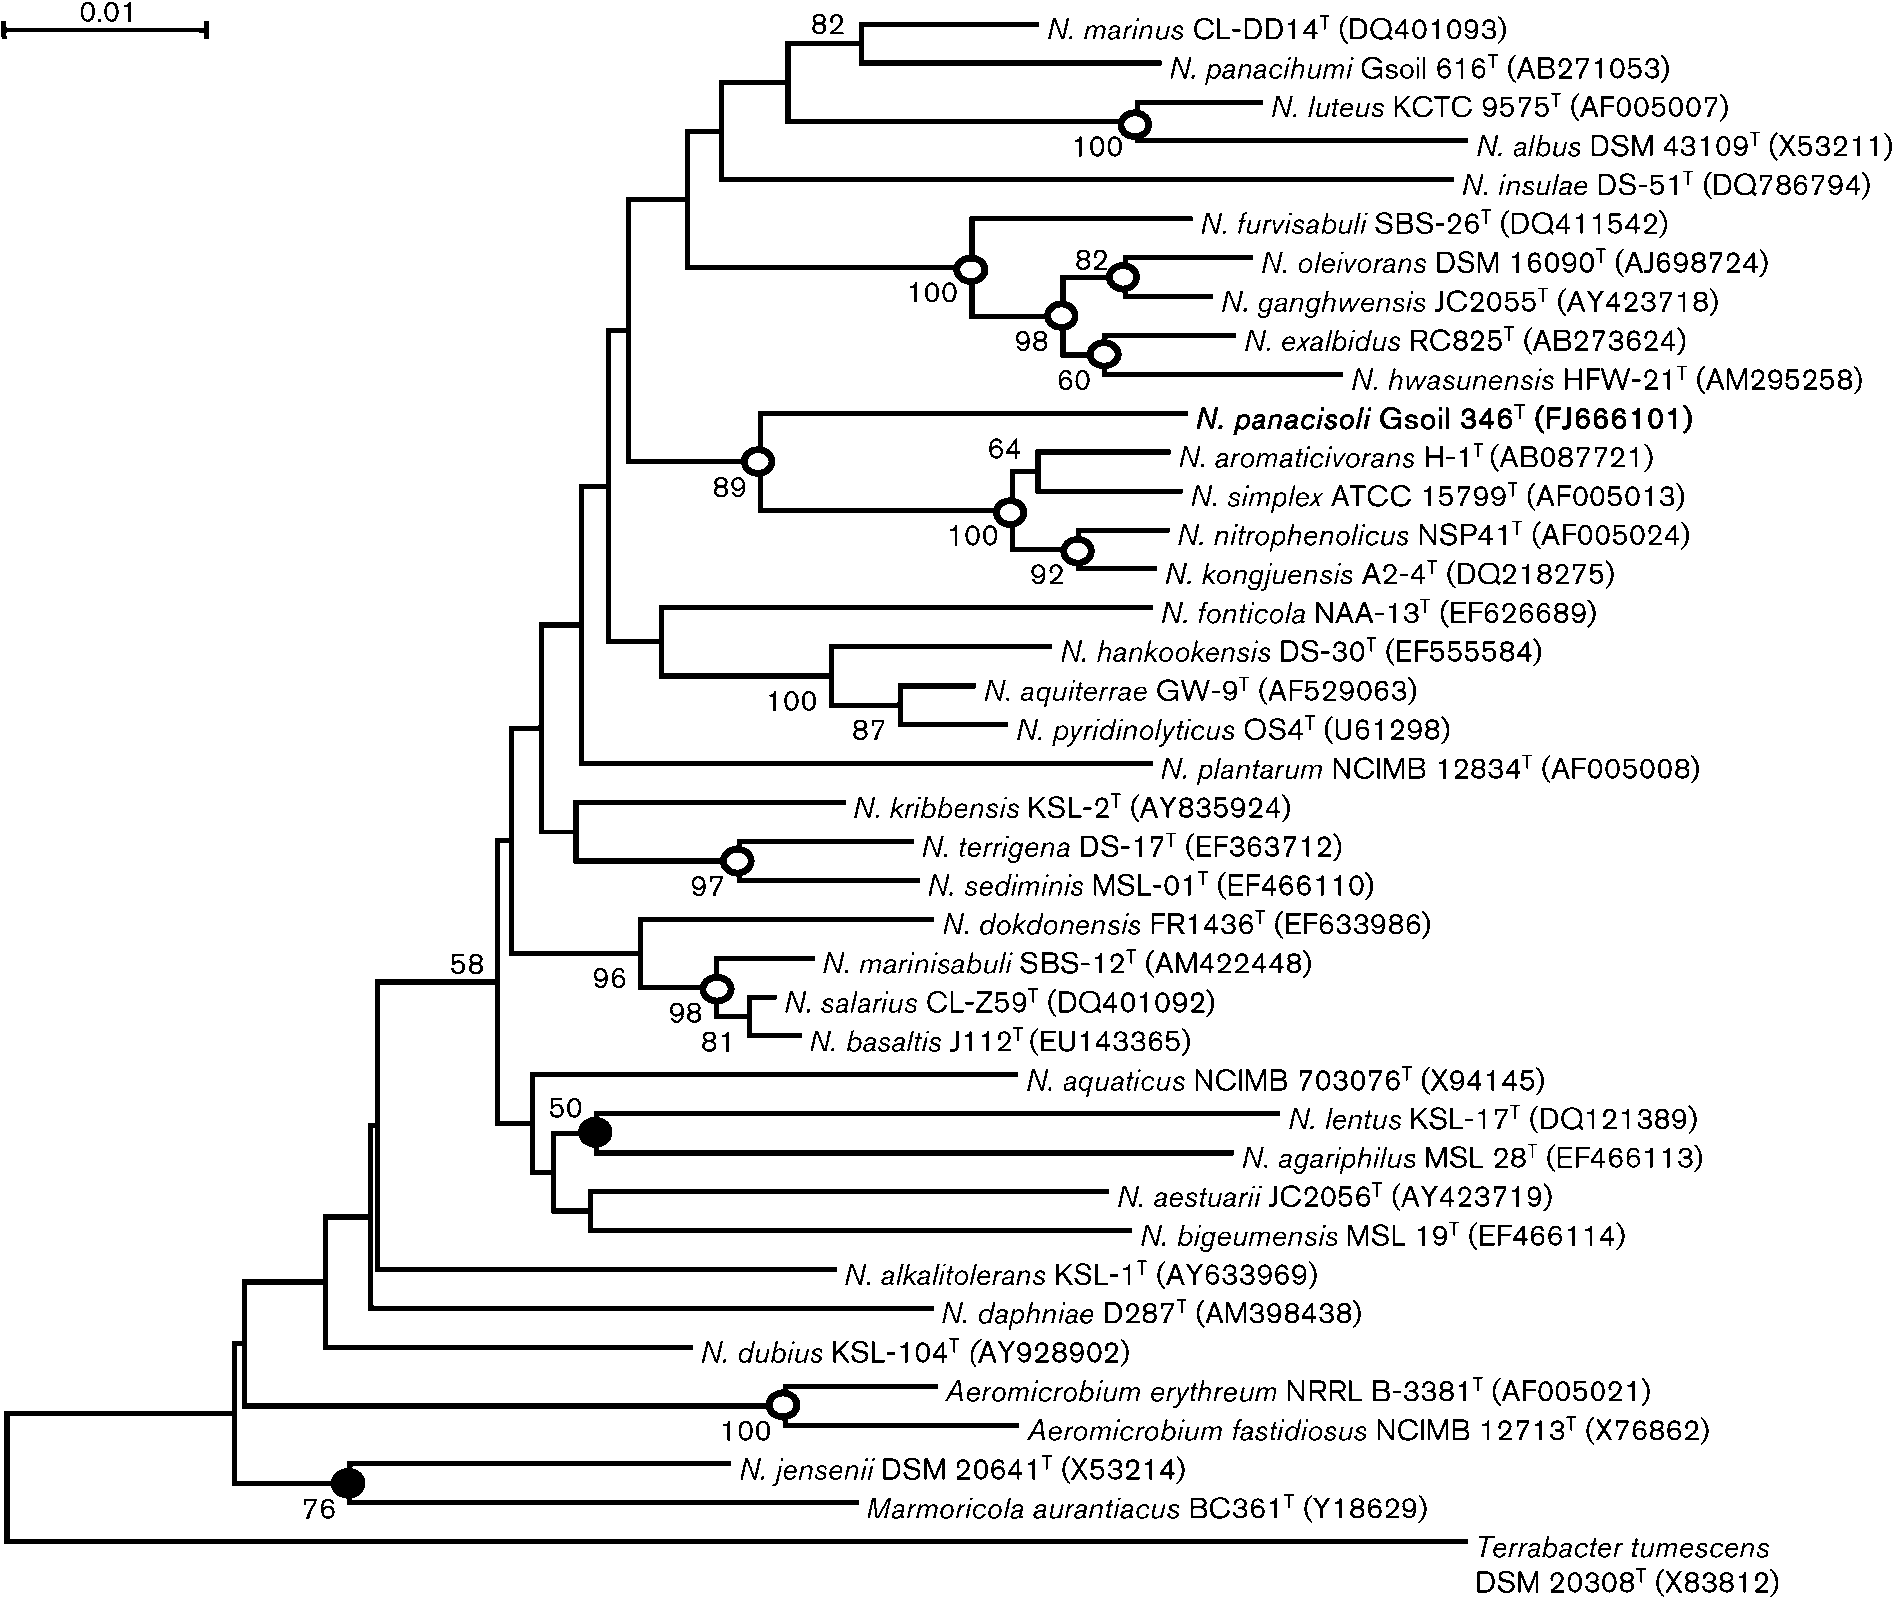 0.01
82
N. marinus CL-DD14ᵀ (DQ401093)
N. panacihumi Gsoil 616ᵀ (AB271053)
N. luteus KCTC 9575ᵀ (AF005007)
100
N. albus DSM 43109ᵀ (X53211)
N. insulae DS-51ᵀ (DQ786794)
N. furvisabuli SBS-26ᵀ (DQ411542)
100
82
N. oleivorans DSM 16090ᵀ (AJ698724)
N. ganghwensis JC2055ᵀ (AY423718)
98
N. exalbidus RC825ᵀ (AB273624)
60
N. hwasunensis HFW-21ᵀ (AM295258)
N. panacisoli Gsoil 346ᵀ (FJ666101)
89
64
N. aromaticivorans H-1ᵀ (AB087721)
N. simplex ATCC 15799ᵀ (AF005013)
100
N. nitrophenolicus NSP41ᵀ (AF005024)
92
N. kongjuensis A2-4ᵀ (DQ218275)
N. fonticola NAA-13ᵀ (EF626689)
N. hankookensis DS-30ᵀ (EF555584)
100
N. aquiterrae GW-9ᵀ (AF529063)
87
N. pyridinolyticus OS4ᵀ (U61298)
N. plantarum NCIMB 12834ᵀ (AF005008)
N. kribbensis KSL-2ᵀ (AY835924)
N. terrigena DS-17ᵀ (EF363712)
97
N. sediminis MSL-01ᵀ (EF466110)
N. dokdonensis FR1436ᵀ (EF633986)
58
96
N. marinisabuli SBS-12ᵀ (AM422448)
98
N. salarius CL-Z59ᵀ (DQ401092)
81
N. basaltis J112ᵀ (EU143365)
N. aquaticus NCIMB 703076ᵀ (X94145)
50
N. lentus KSL-17ᵀ (DQ121389)
N. agariphilus MSL 28ᵀ (EF466113)
N. aestuarii JC2056ᵀ (AY423719)
N. bigeumensis MSL 19ᵀ (EF466114)
N. alkalitolerans KSL-1ᵀ (AY633969)
N. daphniae D287ᵀ (AM398438)
N. dubius KSL-104ᵀ (AY928902)
Aeromicrobium erythreum NRRL B-3381ᵀ (AF005021)
100
Aeromicrobium fastidiosus NCIMB 12713ᵀ (X76862)
N. jensenii DSM 20641ᵀ (X53214)
76
Marmoricola aurantiacus BC361ᵀ (Y18629)
Terrabacter tumescens
DSM 20308ᵀ (X83812)